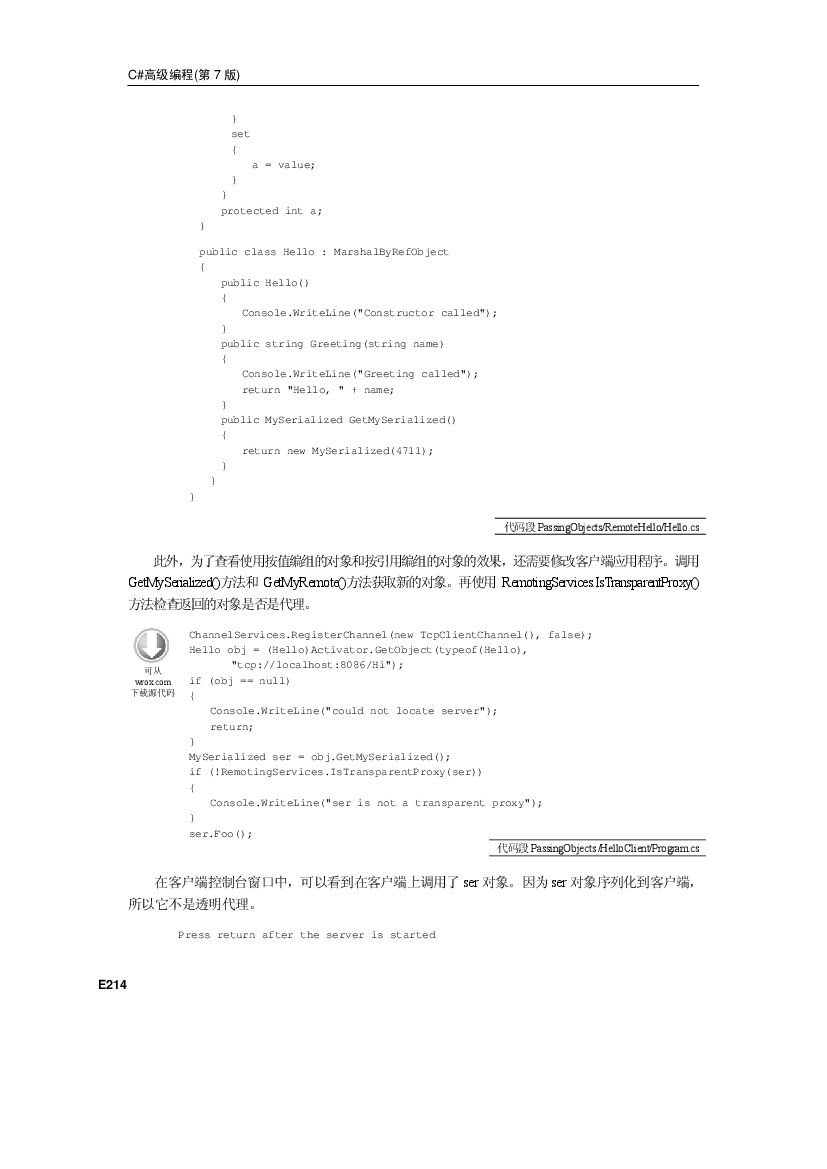 C#高级编程(第 7 版)
}
set
{
a = value;
}
}
protected int a;
}
public class Hello : MarshalByRefObject
{
public Hello()
{
Console.WriteLine("Constructor called");
}
public string Greeting(string name)
{
Console.WriteLine("Greeting called");
return "Hello, " + name;
}
public MySerialized GetMySerialized()
{
return new MySerialized(4711);
}
}
}
代码段 PassingObjects/RemoteHello/Hello.cs
此外，为了查看使用按值编组的对象和按引用编组的对象的效果，还需要修改客户端应用程序。调用
GetMySerialized()方法和 GetMyRemote()方法获取新的对象。再使用 RemotingServices.IsTransparentProxy()
方法检查返回的对象是否是代理。
可从
wrox.com
下载源代码
ChannelServices.RegisterChannel(new TcpClientChannel(), false);
Hello obj = (Hello)Activator.GetObject(typeof(Hello),
"tcp://localhost:8086/Hi");
if (obj == null)
{
Console.WriteLine("could not locate server");
return;
}
MySerialized ser = obj.GetMySerialized();
if (!RemotingServices.IsTransparentProxy(ser))
{
Console.WriteLine("ser is not a transparent proxy");
}
ser.Foo();
代码段 PassingObjects/HelloClient/Program.cs
在客户端控制台窗口中，可以看到在客户端上调用了 ser 对象。因为 ser 对象序列化到客户端，
所以它不是透明代理。
Press return after the server is started
E214